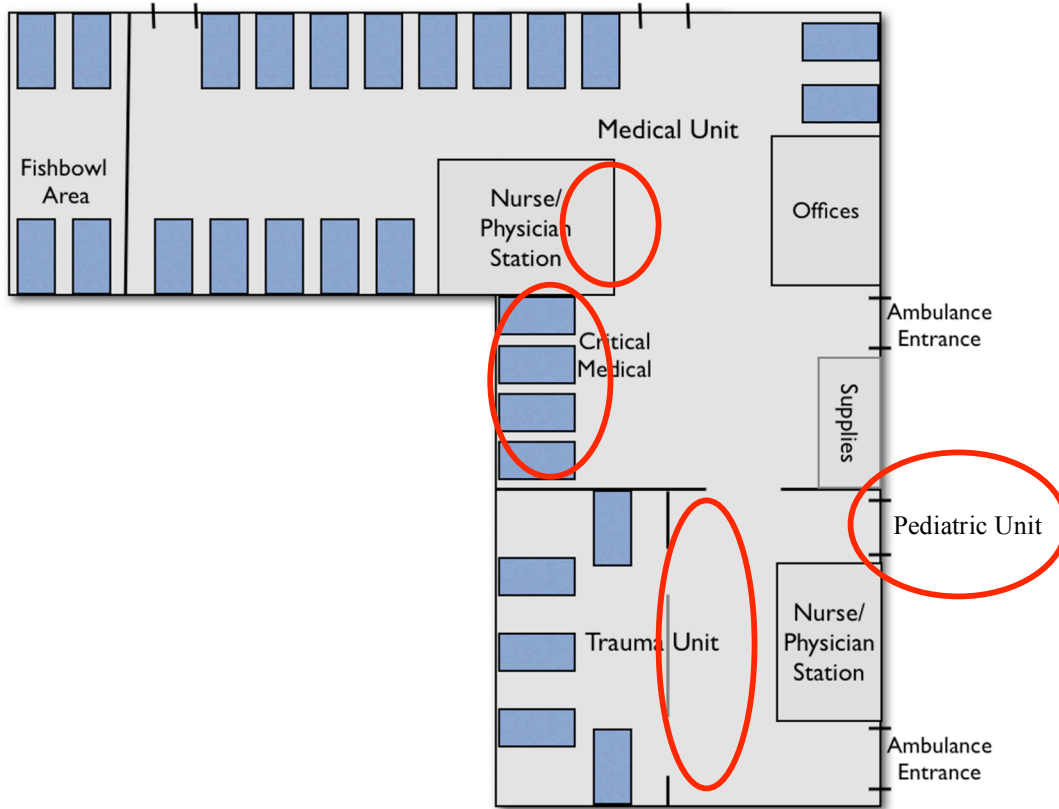 Medical Unit
Fishbowl
Area
Nurse/
Physician
Station
Offices
Ambulance
Entrance
Critical
Medical
Supplies
Pediatric Unit
Trauma Unit
Nurse/
Physician
Station
Ambulance
Entrance